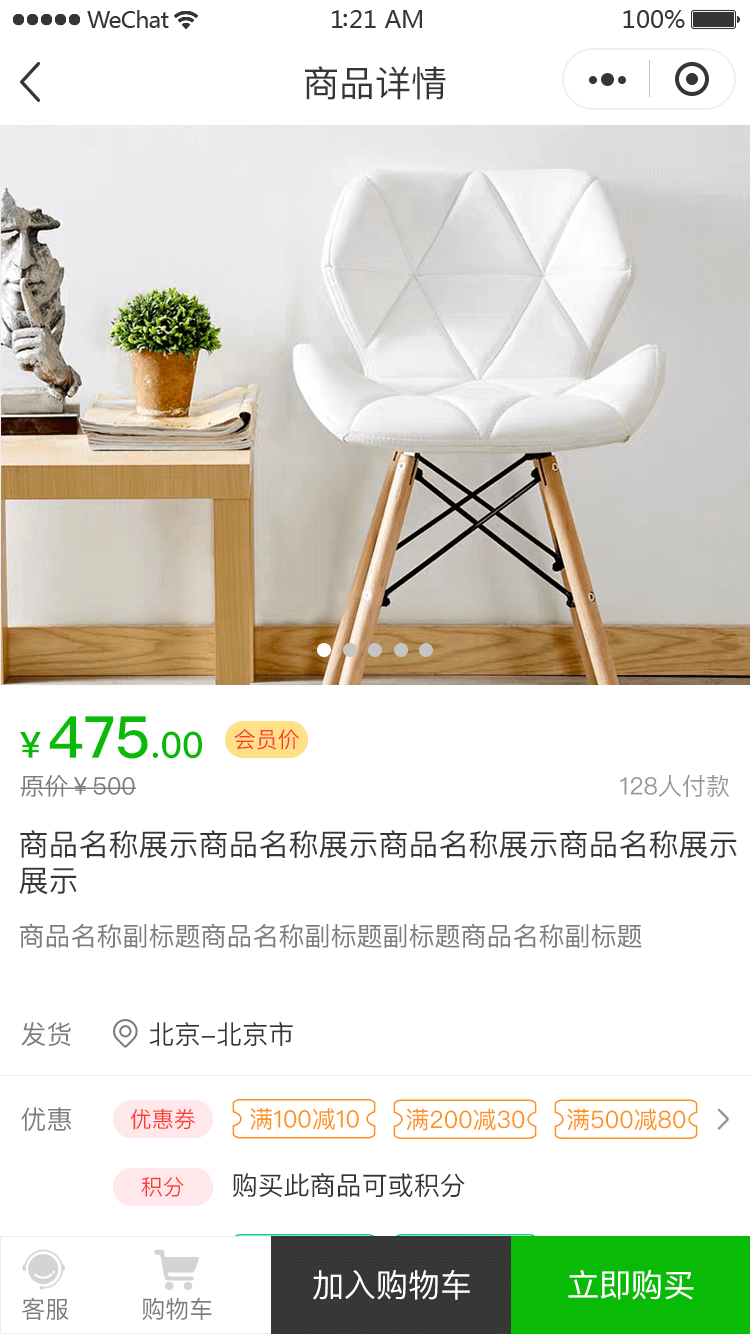 WeChat 1:21 AM 100%
商品详情
¥475.00 会员价
原价¥500 128人付款
商品名称展示商品名称展示商品名称展示商品名称展示
展示
商品名称副标题商品名称副标题副标题商品名称副标题
发货 北京–北京市
优惠 优惠券 满100减10 满200减30 满500减80
积分 购买此商品可或积分
客服 购物车 加入购物车 立即购买